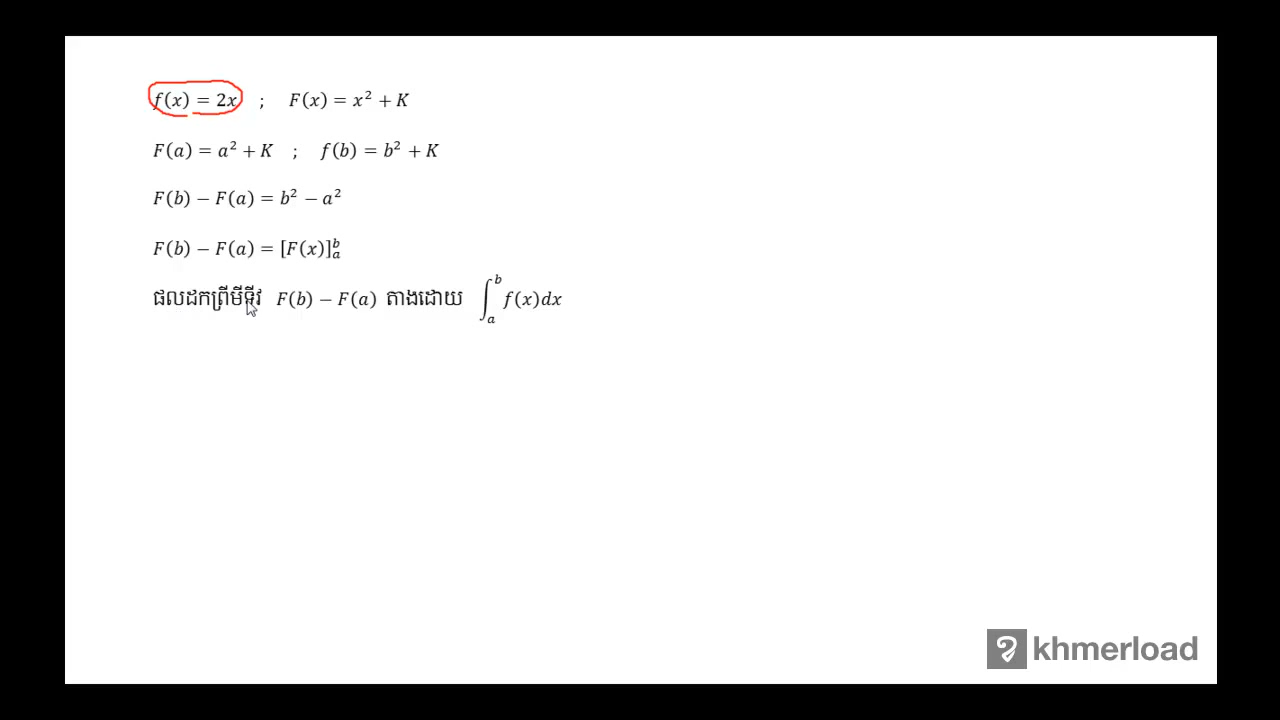 f(x) = 2x ; F(x) = x² + K
F(a) = a² + K ; f(b) = b² + K
F(b) − F(a) = b² − a²
F(b) − F(a) = [F(x)]ₐᵇ
ផលដកព្រីមីទីវ F(b) − F(a) តាងដោយ ∫ₐᵇ f(x)dx
khmerload